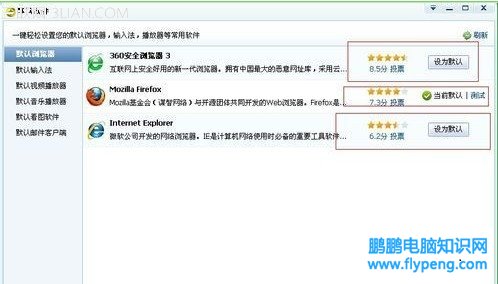 一键轻松设置您的默认浏览器，输入法，播放器等常用软件
刷新
默认浏览器
默认输入法
默认视频播放器
默认音乐播放器
默认看图软件
默认邮件客户端
360安全浏览器 3
互联网上安全好用的新一代浏览器。拥有中国最大的恶意网址库，采用云...
8.5分 投票
设为默认
Mozilla Firefox
Mozilla基金会（谋智网络）与开源团体共同开发的Web浏览器。Firefox是...
7.3分 投票
当前默认 | 测试
Internet Explorer
微软公司开发的网络浏览器。IE是计算机网络使用时必备的重要工具软件...
6.2分 投票
设为默认
鹏鹏电脑知识网
www.flypeng.com